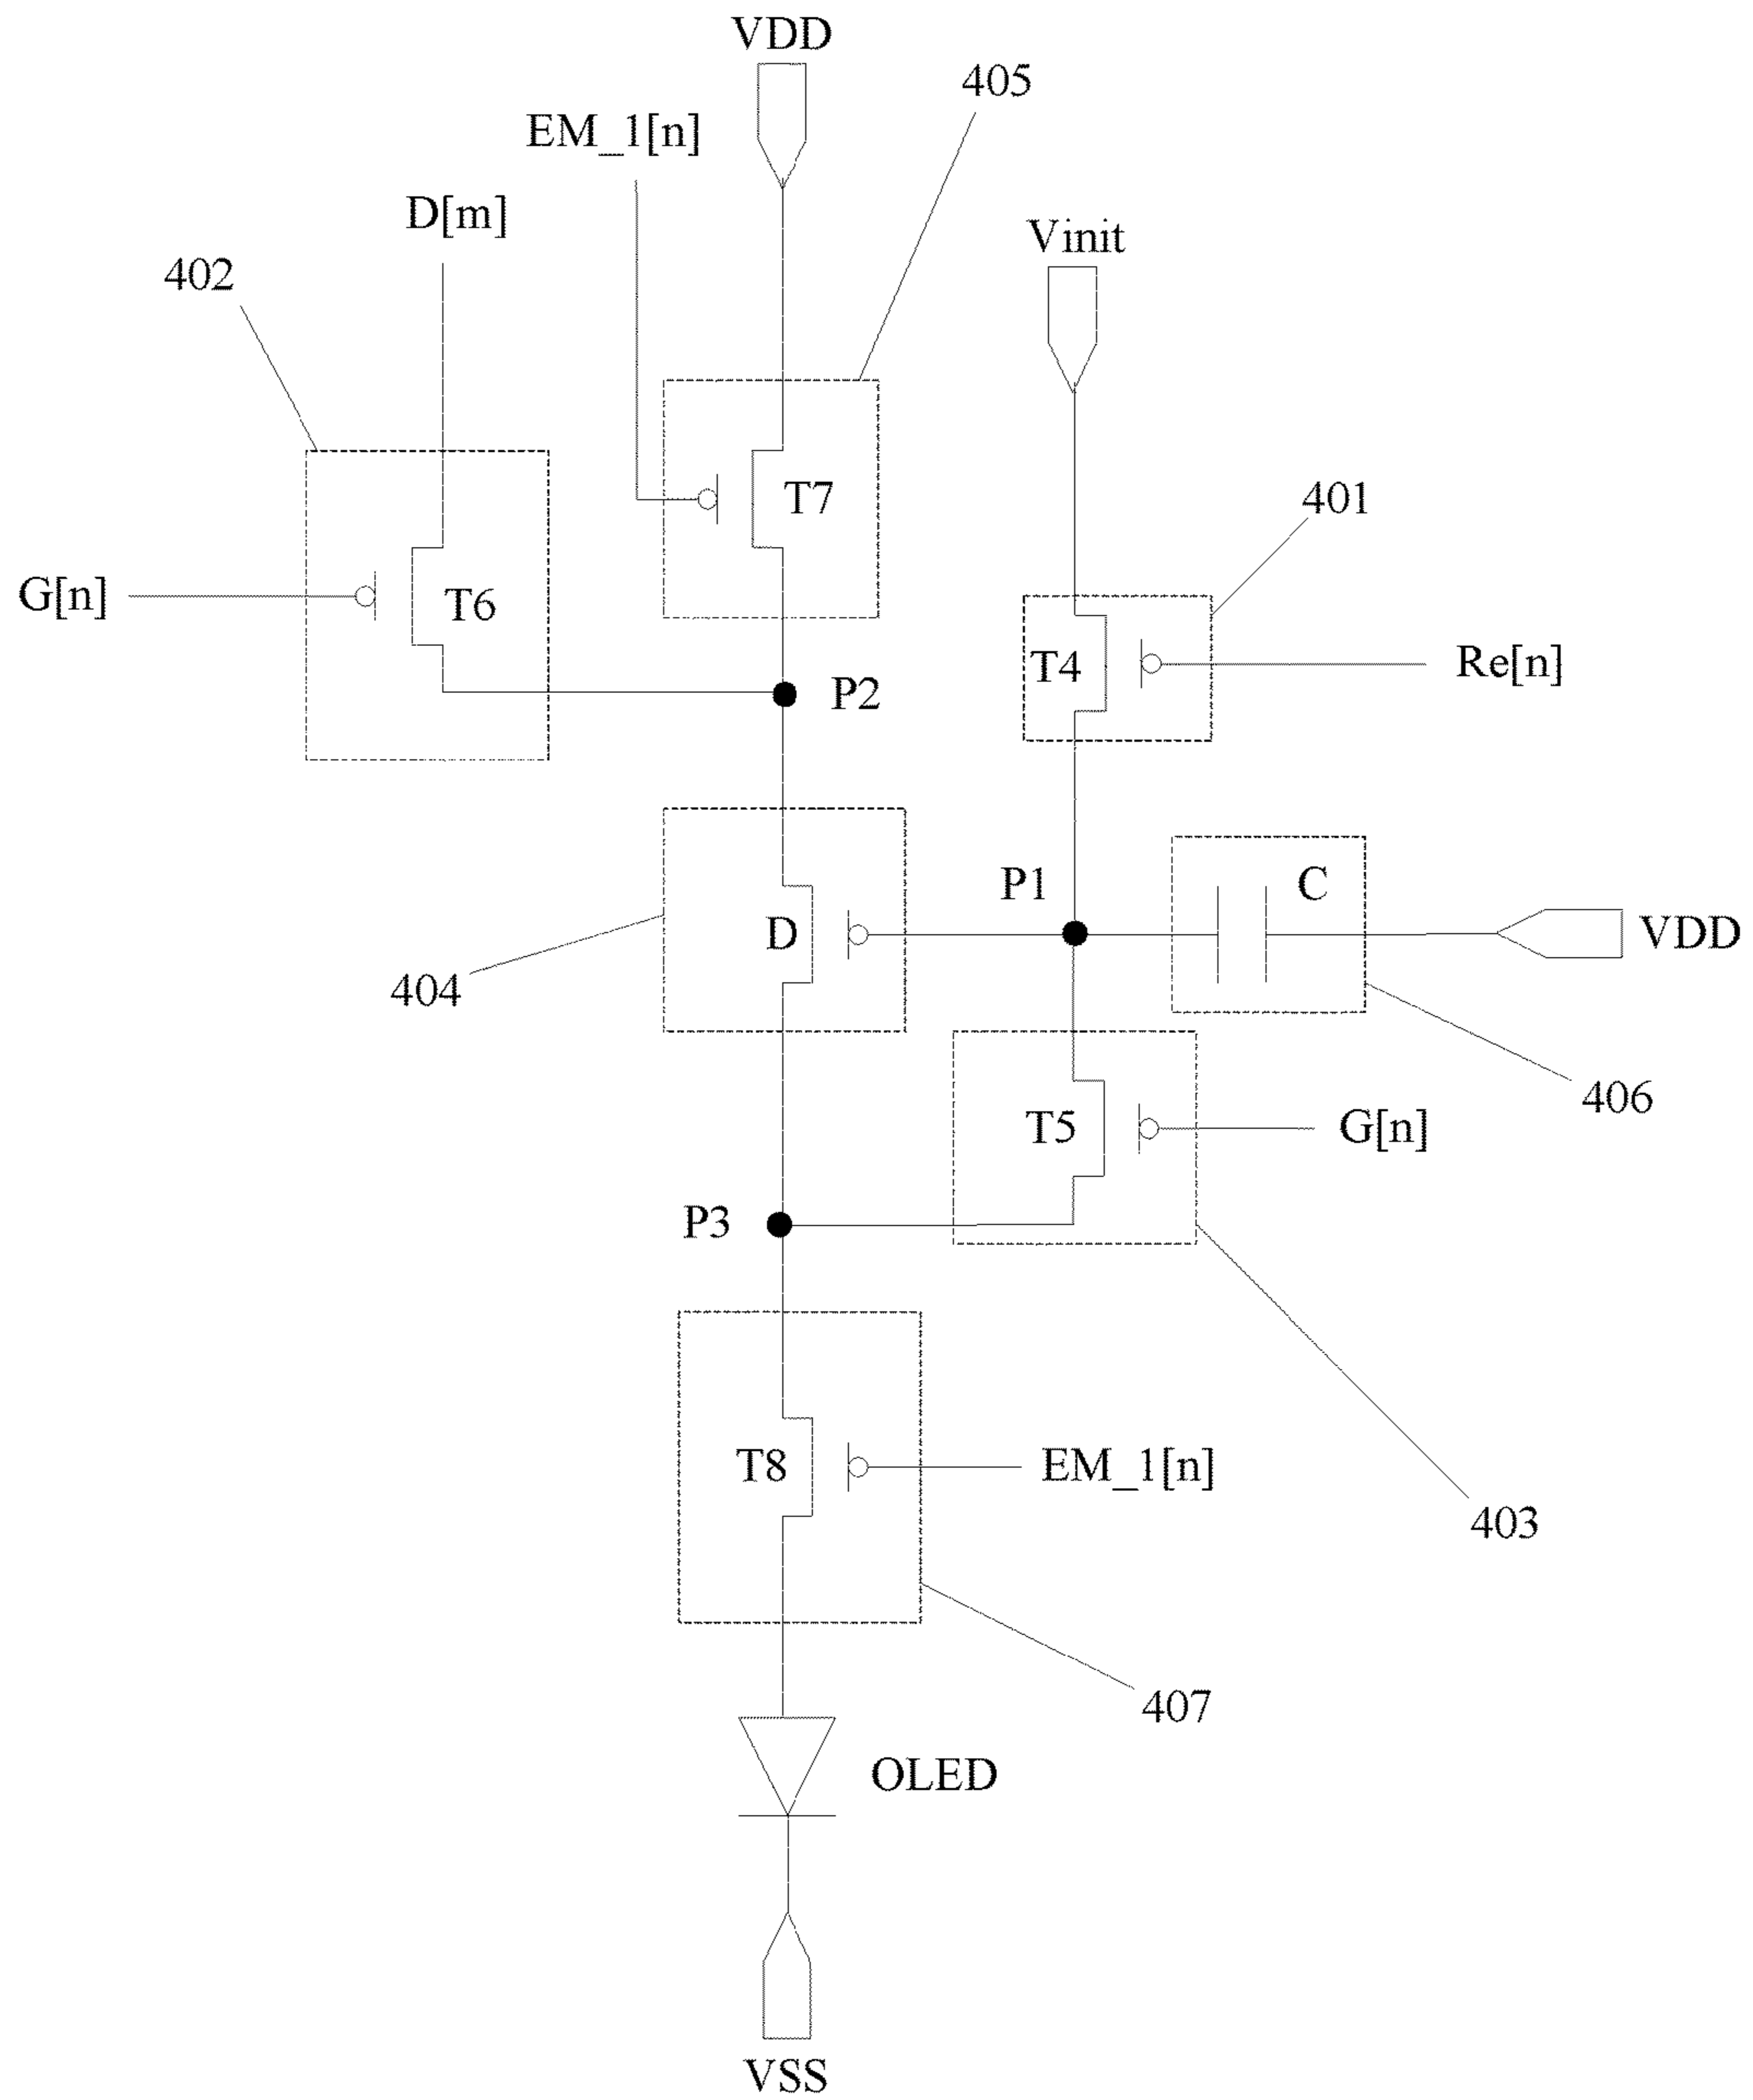 VDD
405
EM_1[n]
D[m]
Vinit
402
T7
401
G[n]
T6
T4
Re[n]
P2
P1
C
D
VDD
404
406
T5
G[n]
P3
T8
EM_1[n]
403
407
OLED
VSS